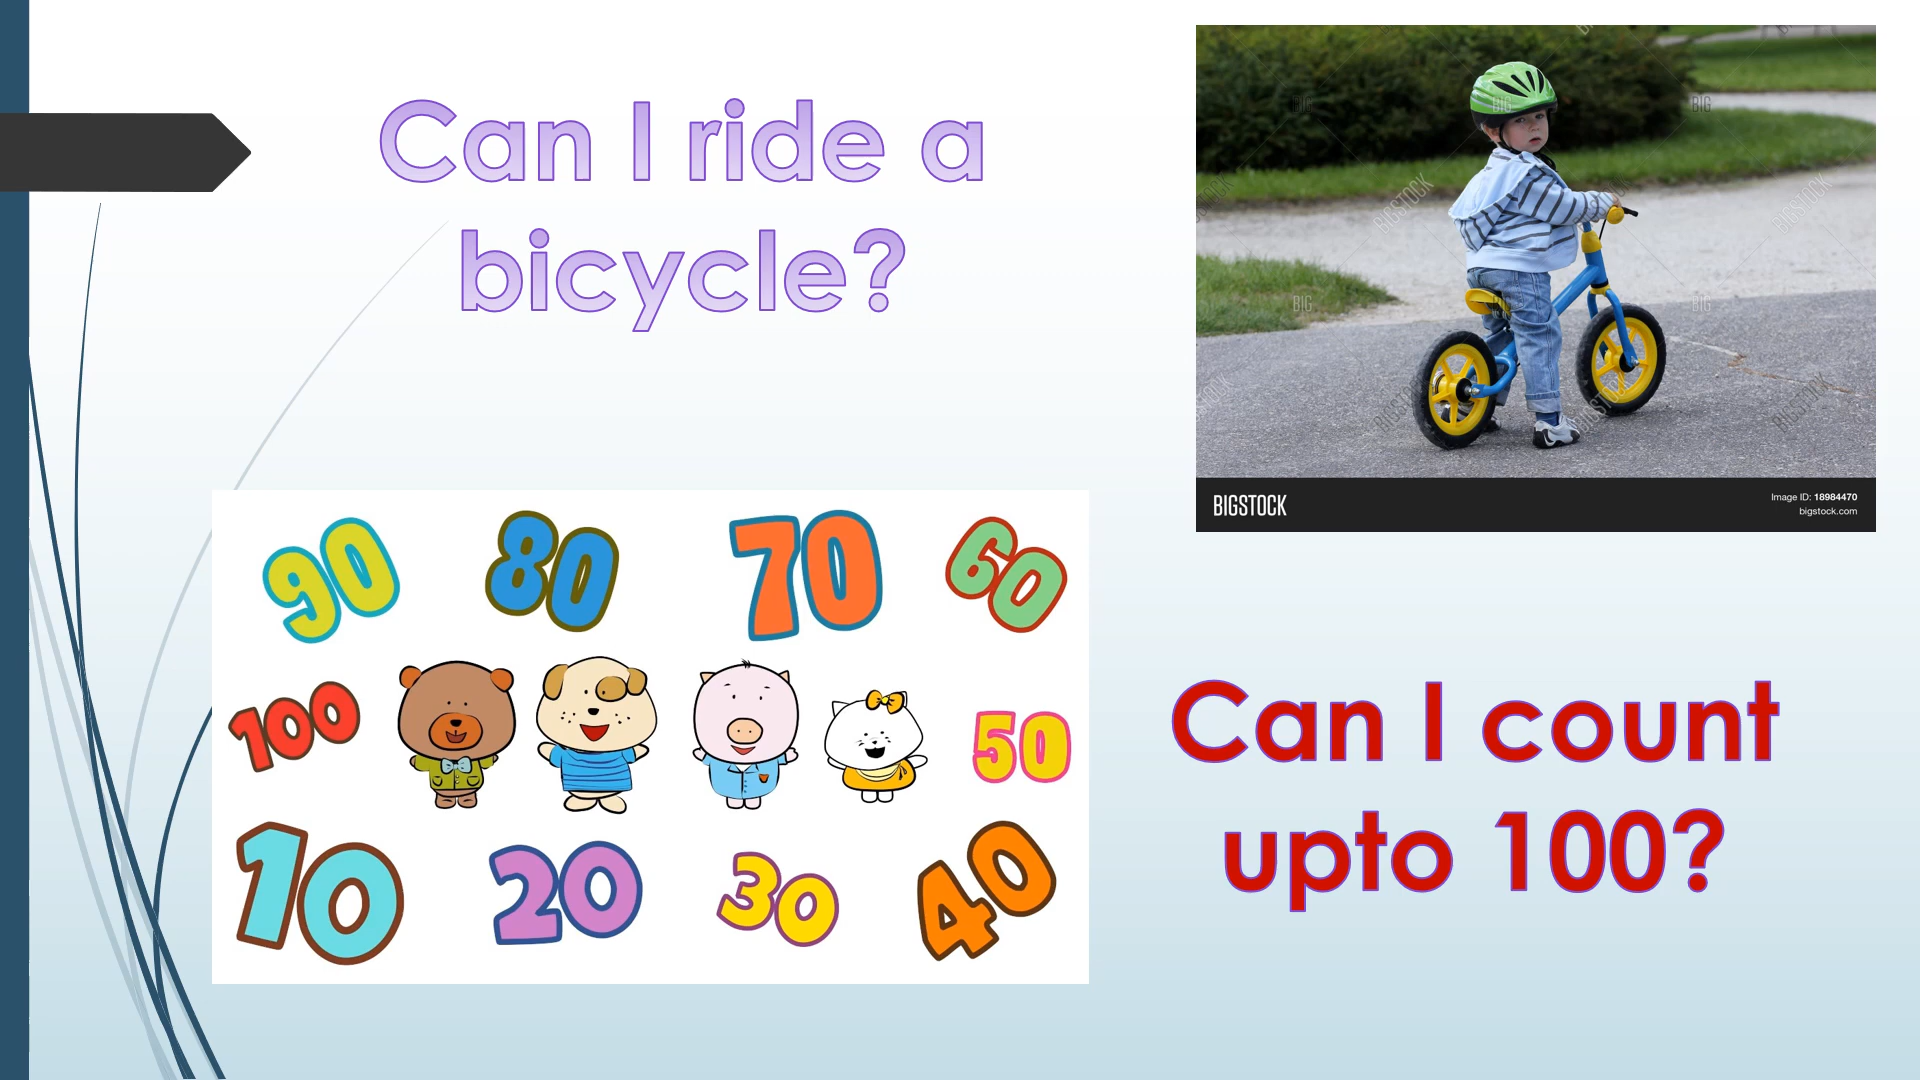 Can I ride a
bicycle?
BIGSTOCK
Image ID: 18984470
bigstock.com
90 80 70 60
100 50
10 20 30 40
Can I count
upto 100?